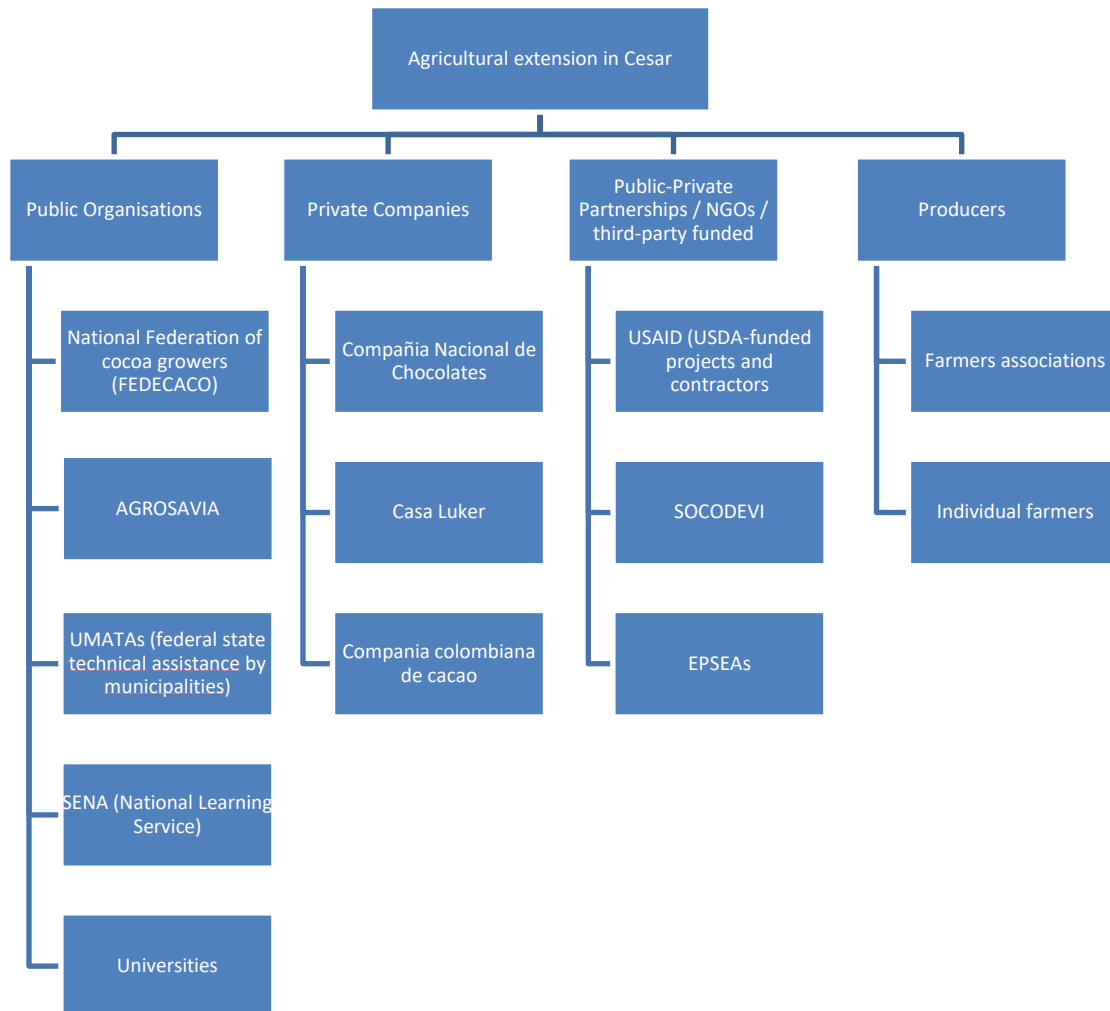 Agricultural extension in Cesar
Public Organisations
Private Companies
Public-Private
Partnerships / NGOs /
third-party funded
Producers
National Federation of
cocoa growers
(FEDECACO)
Compañia Nacional de
Chocolates
USAID (USDA-funded
projects and
contractors
Farmers associations
AGROSAVIA
Casa Luker
SOCODEVI
Individual farmers
UMATAs (federal state
technical assistance by
municipalities)
Compania colombiana
de cacao
EPSEAs
SENA (National Learning
Service)
Universities